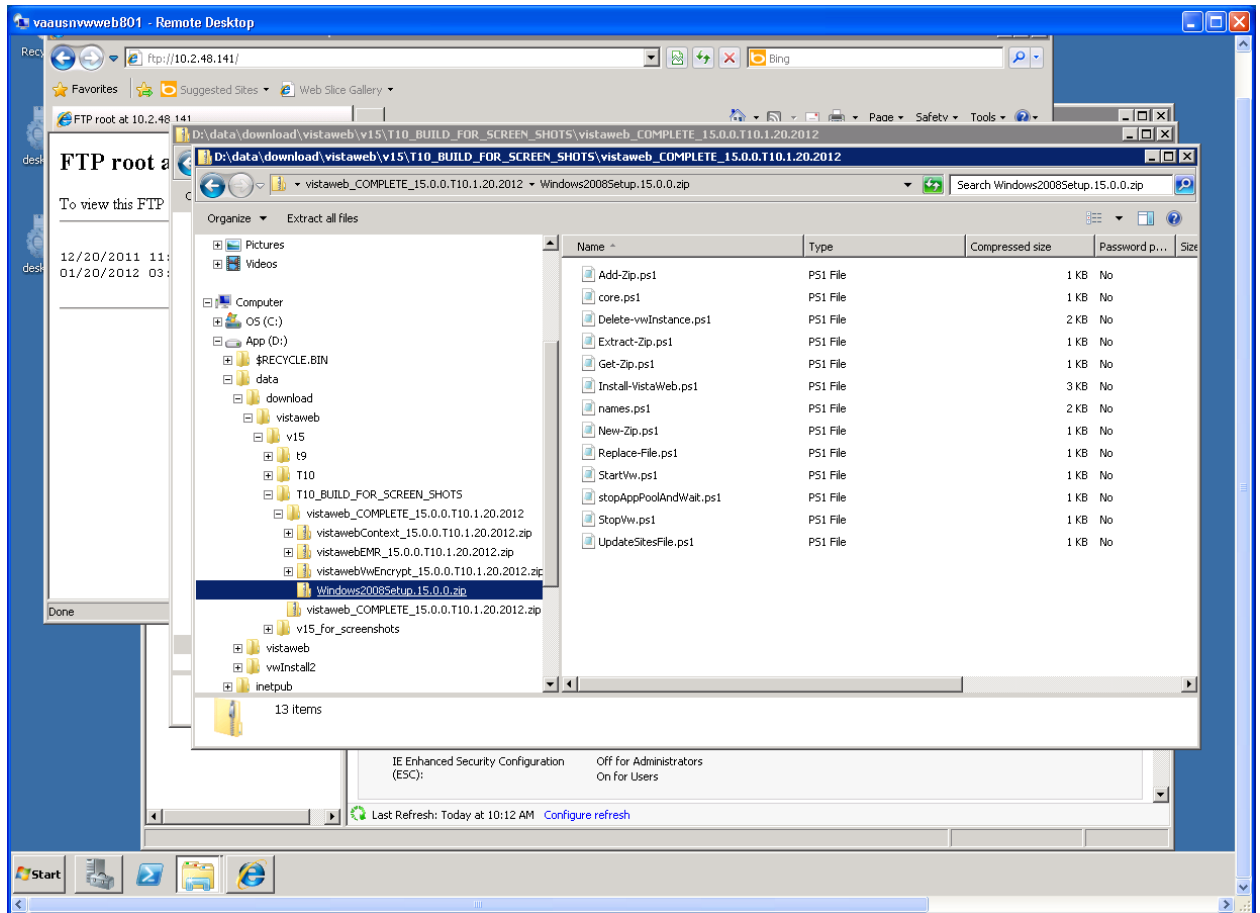 vaausnvwweb801 - Remote Desktop
ftp://10.2.48.141/
Bing
Favorites
Suggested Sites
Web Slice Gallery
FTP root at 10.2.48.141
Page
Safety
Tools
D:\data\download\vistaweb\v15\T10_BUILD_FOR_SCREEN_SHOTS\vistaweb_COMPLETE_15.0.0.T10.1.20.2012
D:\data\download\vistaweb\v15\T10_BUILD_FOR_SCREEN_SHOTS\vistaweb_COMPLETE_15.0.0.T10.1.20.2012
vistaweb_COMPLETE_15.0.0.T10.1.20.2012
Windows2008Setup.15.0.0.zip
Search Windows2008Setup.15.0.0.zip
Organize
Extract all files
FTP root a
To view this FTP
12/20/2011 11:
01/20/2012 03:
Pictures
Videos
Computer
OS (C:)
App (D:)
$RECYCLE.BIN
data
download
vistaweb
v15
t9
T10
T10_BUILD_FOR_SCREEN_SHOTS
vistaweb_COMPLETE_15.0.0.T10.1.20.2012
vistawebContext_15.0.0.T10.1.20.2012.zip
vistawebEMR_15.0.0.T10.1.20.2012.zip
vistawebVwEncrypt_15.0.0.T10.1.20.2012.zip
Windows2008Setup.15.0.0.zip
vistaweb_COMPLETE_15.0.0.T10.1.20.2012.zip
v15_for_screenshots
vistaweb
vwInstall2
inetpub
Name Type Compressed size Password p... Size
Add-Zip.ps1 PS1 File 1 KB No
core.ps1 PS1 File 1 KB No
Delete-vwInstance.ps1 PS1 File 2 KB No
Extract-Zip.ps1 PS1 File 1 KB No
Get-Zip.ps1 PS1 File 1 KB No
Install-VistaWeb.ps1 PS1 File 3 KB No
names.ps1 PS1 File 2 KB No
New-Zip.ps1 PS1 File 1 KB No
Replace-File.ps1 PS1 File 1 KB No
StartVw.ps1 PS1 File 1 KB No
stopAppPoolAndWait.ps1 PS1 File 1 KB No
StopVw.ps1 PS1 File 1 KB No
UpdateSitesFile.ps1 PS1 File 1 KB No
13 items
Done
IE Enhanced Security Configuration Off for Administrators
(ESC): On for Users
Last Refresh: Today at 10:12 AM Configure refresh
Start